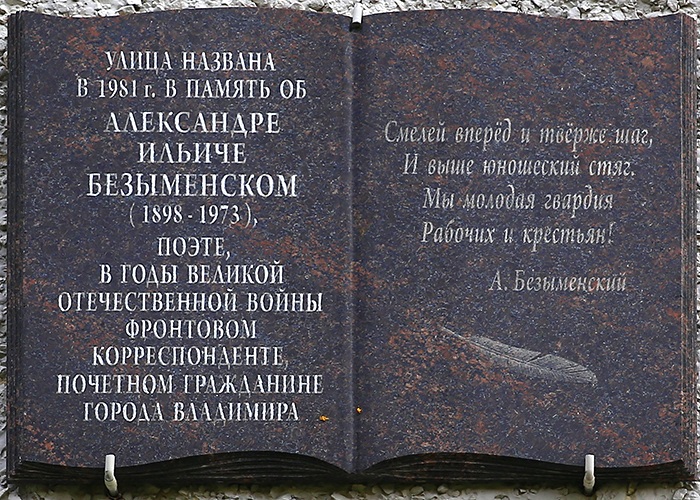 УЛИЦА НАЗВАНА
В 1981 г. В ПАМЯТЬ ОБ
АЛЕКСАНДРЕ
ИЛЬИЧЕ
БЕЗЫМЕНСКОМ
(1898 - 1973),
ПОЭТЕ,
В ГОДЫ ВЕЛИКОЙ
ОТЕЧЕСТВЕННОЙ ВОЙНЫ
ФРОНТОВОМ
КОРРЕСПОНДЕНТЕ,
ПОЧЕТНОМ ГРАЖДАНИНЕ
ГОРОДА ВЛАДИМИРА
Смелей вперёд и твёрже шаг,
И выше юношеский стяг.
Мы молодая гвардия
Рабочих и крестьян!
А. Безыменский